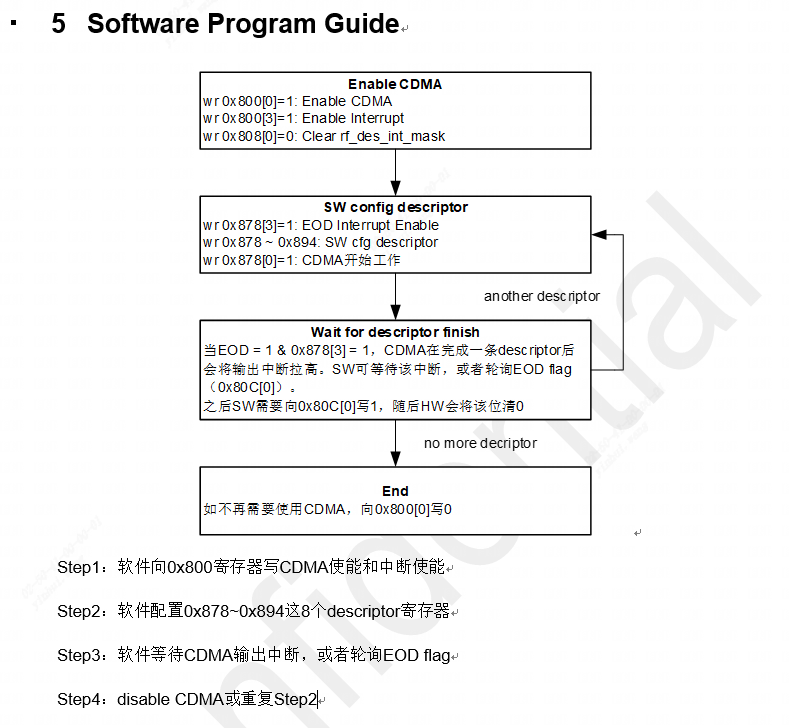 5 Software Program Guide
Enable CDMA
wr 0x800[0]=1: Enable CDMA
wr 0x800[3]=1: Enable Interrupt
wr 0x808[0]=0: Clear rf_des_int_mask
SW config descriptor
wr 0x878[3]=1: EOD Interrupt Enable
wr 0x878 ~ 0x894: SW cfg descriptor
wr 0x878[0]=1: CDMA开始工作
another descriptor
Wait for descriptor finish
当EOD = 1 & 0x878[3] = 1，CDMA在完成一条descriptor后
会将输出中断拉高。SW可等待该中断，或者轮询EOD flag
（0x80C[0]）。
之后SW需要向0x80C[0]写1，随后HW会将该位清0
no more decriptor
End
如不再需要使用CDMA，向0x800[0]写0
Step1：软件向0x800寄存器写CDMA使能和中断使能
Step2：软件配置0x878~0x894这8个descriptor寄存器
Step3：软件等待CDMA输出中断，或者轮询EOD flag
Step4：disable CDMA或重复Step2